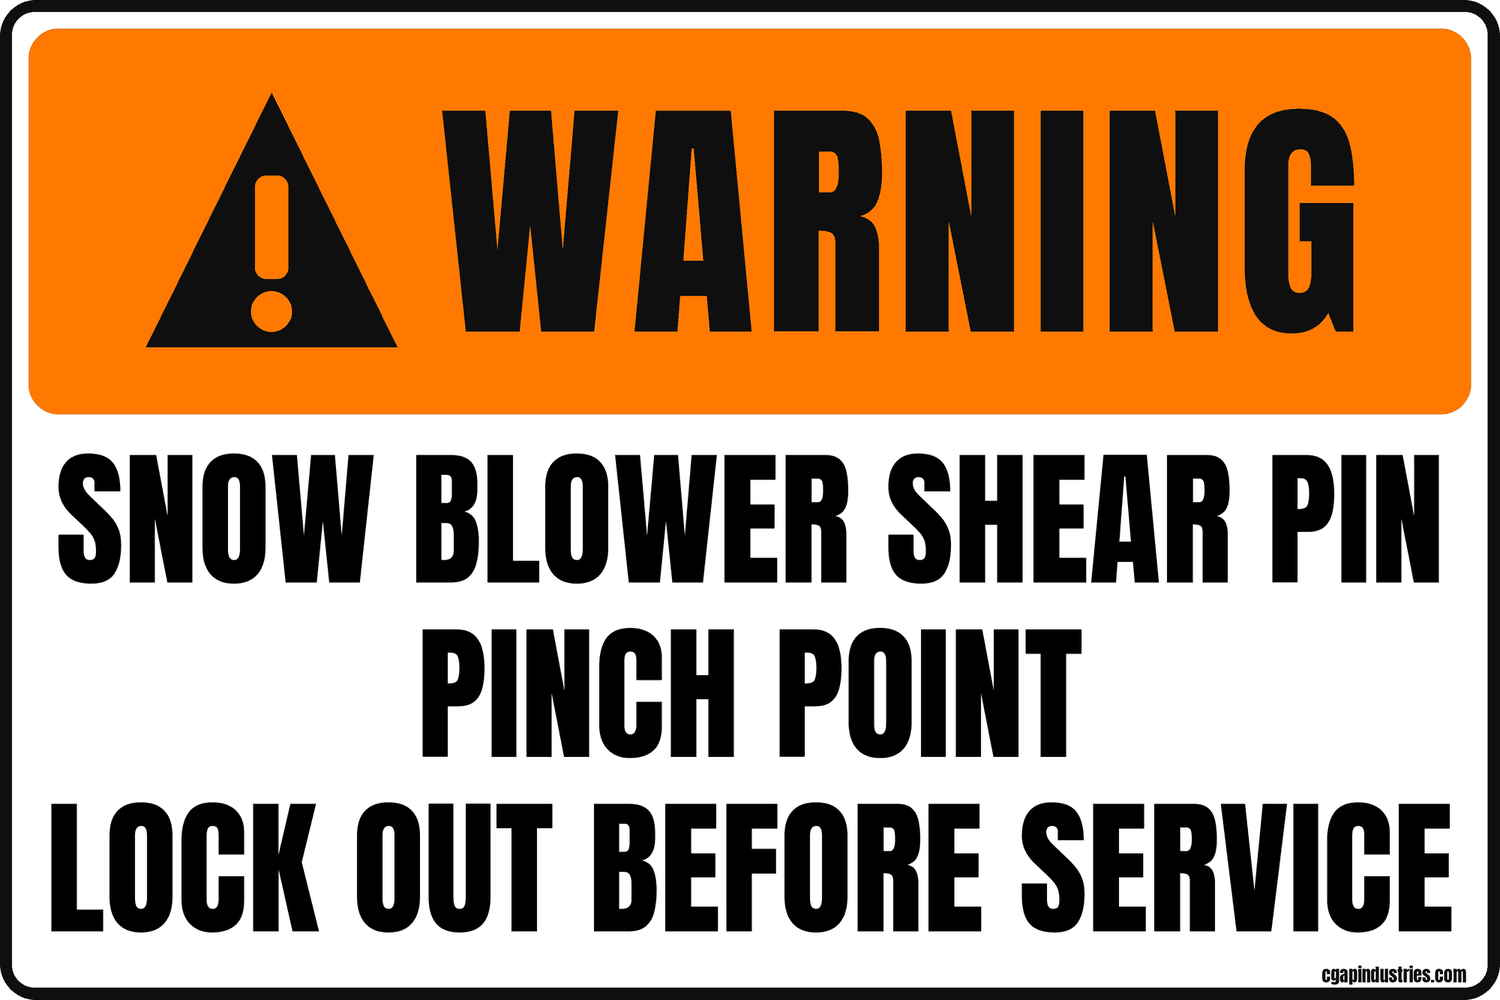 WARNING
SNOW BLOWER SHEAR PIN
PINCH POINT
LOCK OUT BEFORE SERVICE
cgapindustries.com